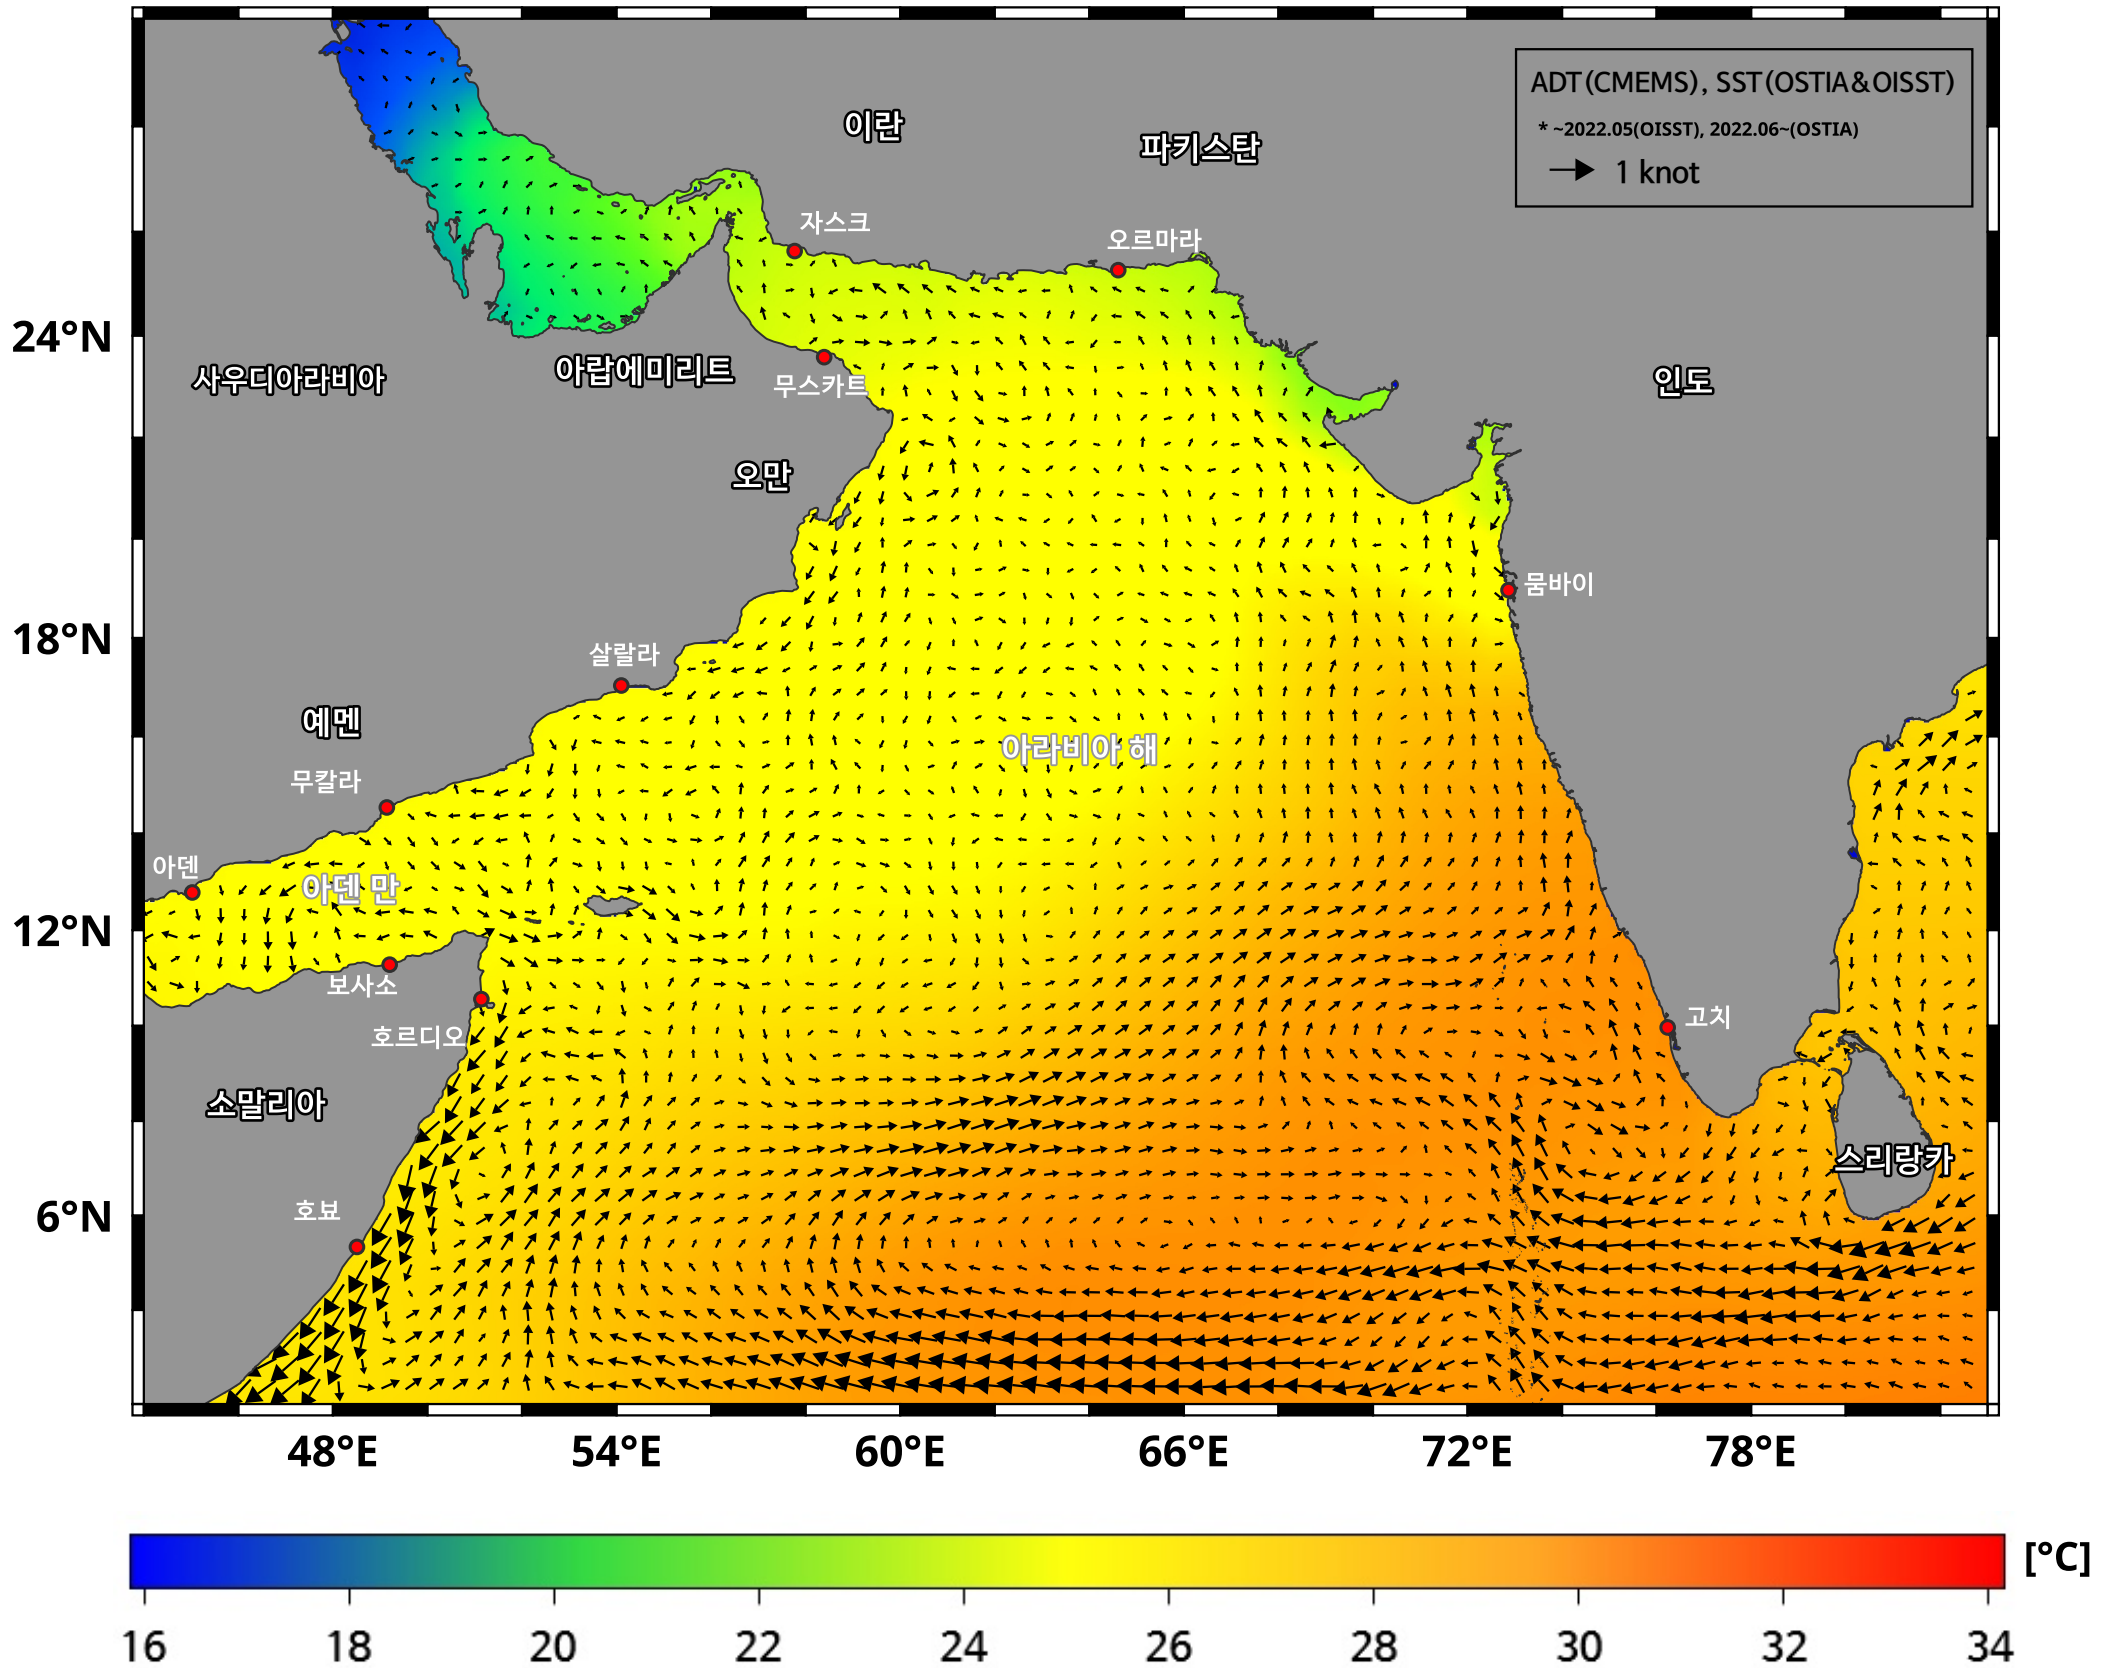 ADT(CMEMS), SST(OSTIA&OISST)
* ~2022.05(OISST), 2022.06~(OSTIA)
1 knot
이란
파키스탄
자스크
오르마라
24°N
사우디아라비아
아랍에미리트
무스카트
인도
오만
뭄바이
18°N
살랄라
예멘
아라비아 해
무칼라
아덴
아덴 만
12°N
보사소
호르디오
고치
소말리아
스리랑카
호뵤
6°N
48°E 54°E 60°E 66°E 72°E 78°E
[°C]
16 18 20 22 24 26 28 30 32 34